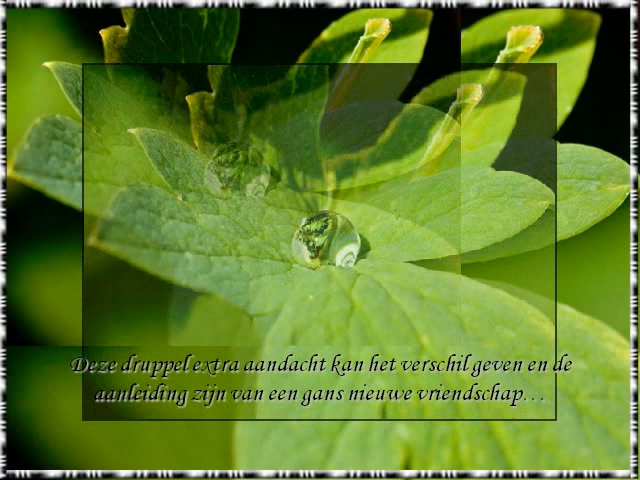 Deze druppel extra aandacht kan het verschil geven en de
aanleiding zijn van een gans nieuwe vriendschap…